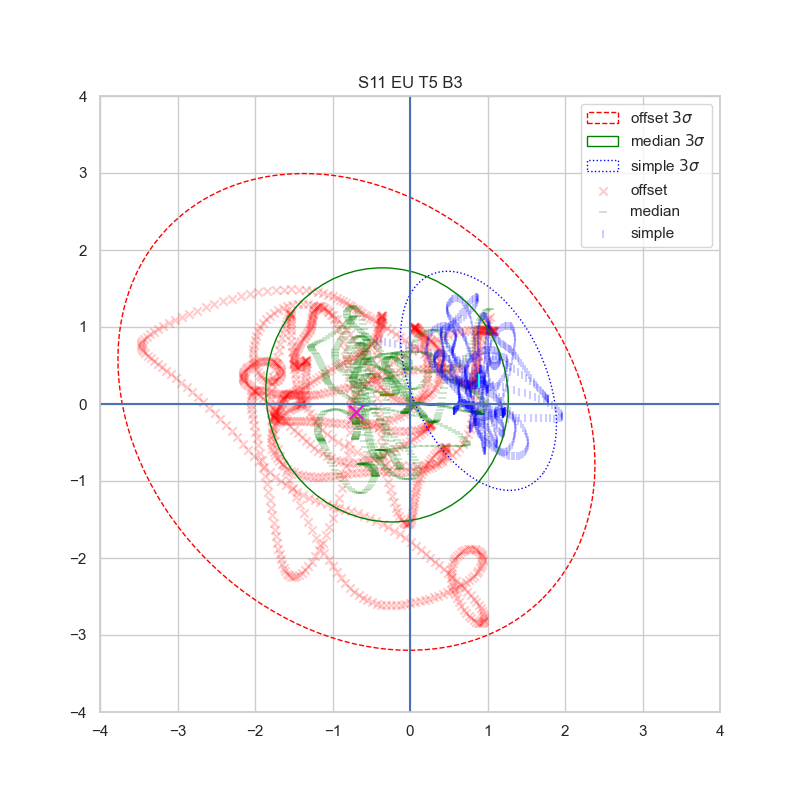 S11 EU T5 B3
offset 3σ
median 3σ
simple 3σ
offset
median
simple
4
3
2
1
0
−1
−2
−3
−4
−4 −3 −2 −1 0 1 2 3 4